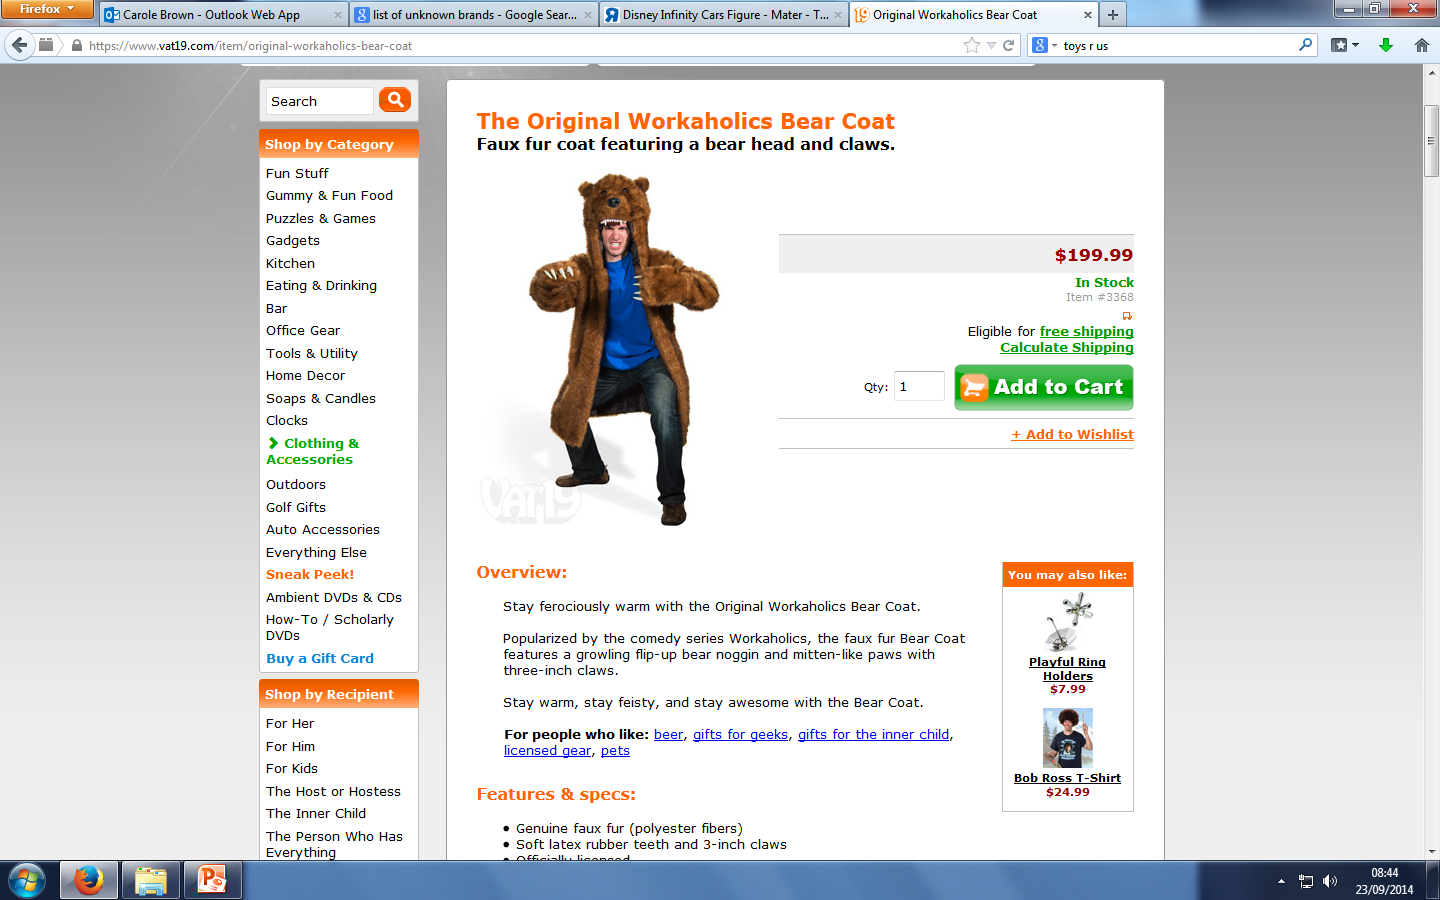 Firefox
Carole Brown - Outlook Web App
list of unknown brands - Google Sear...
Disney Infinity Cars Figure - Mater - T...
Original Workaholics Bear Coat
https://www.vat19.com/item/original-workaholics-bear-coat
toys r us
Search
Shop by Category
Fun Stuff
Gummy & Fun Food
Puzzles & Games
Gadgets
Kitchen
Eating & Drinking
Bar
Office Gear
Tools & Utility
Home Decor
Soaps & Candles
Clocks
Clothing &
Accessories
Outdoors
Golf Gifts
Auto Accessories
Everything Else
Sneak Peek!
Ambient DVDs & CDs
How-To / Scholarly
DVDs
Buy a Gift Card
Shop by Recipient
For Her
For Him
For Kids
The Host or Hostess
The Inner Child
The Person Who Has
Everything
The Original Workaholics Bear Coat
Faux fur coat featuring a bear head and claws.
Vat19
$199.99
In Stock
Item #3368
Eligible for free shipping
Calculate Shipping
Qty: 1
Add to Cart
+ Add to Wishlist
Overview:
Stay ferociously warm with the Original Workaholics Bear Coat.
Popularized by the comedy series Workaholics, the faux fur Bear Coat
features a growling flip-up bear noggin and mitten-like paws with
three-inch claws.
Stay warm, stay feisty, and stay awesome with the Bear Coat.
For people who like: beer, gifts for geeks, gifts for the inner child,
licensed gear, pets
Features & specs:
• Genuine faux fur (polyester fibers)
• Soft latex rubber teeth and 3-inch claws
• Officially licensed
You may also like:
Playful Ring
Holders
$7.99
Bob Ross T-Shirt
$24.99
08:44
23/09/2014